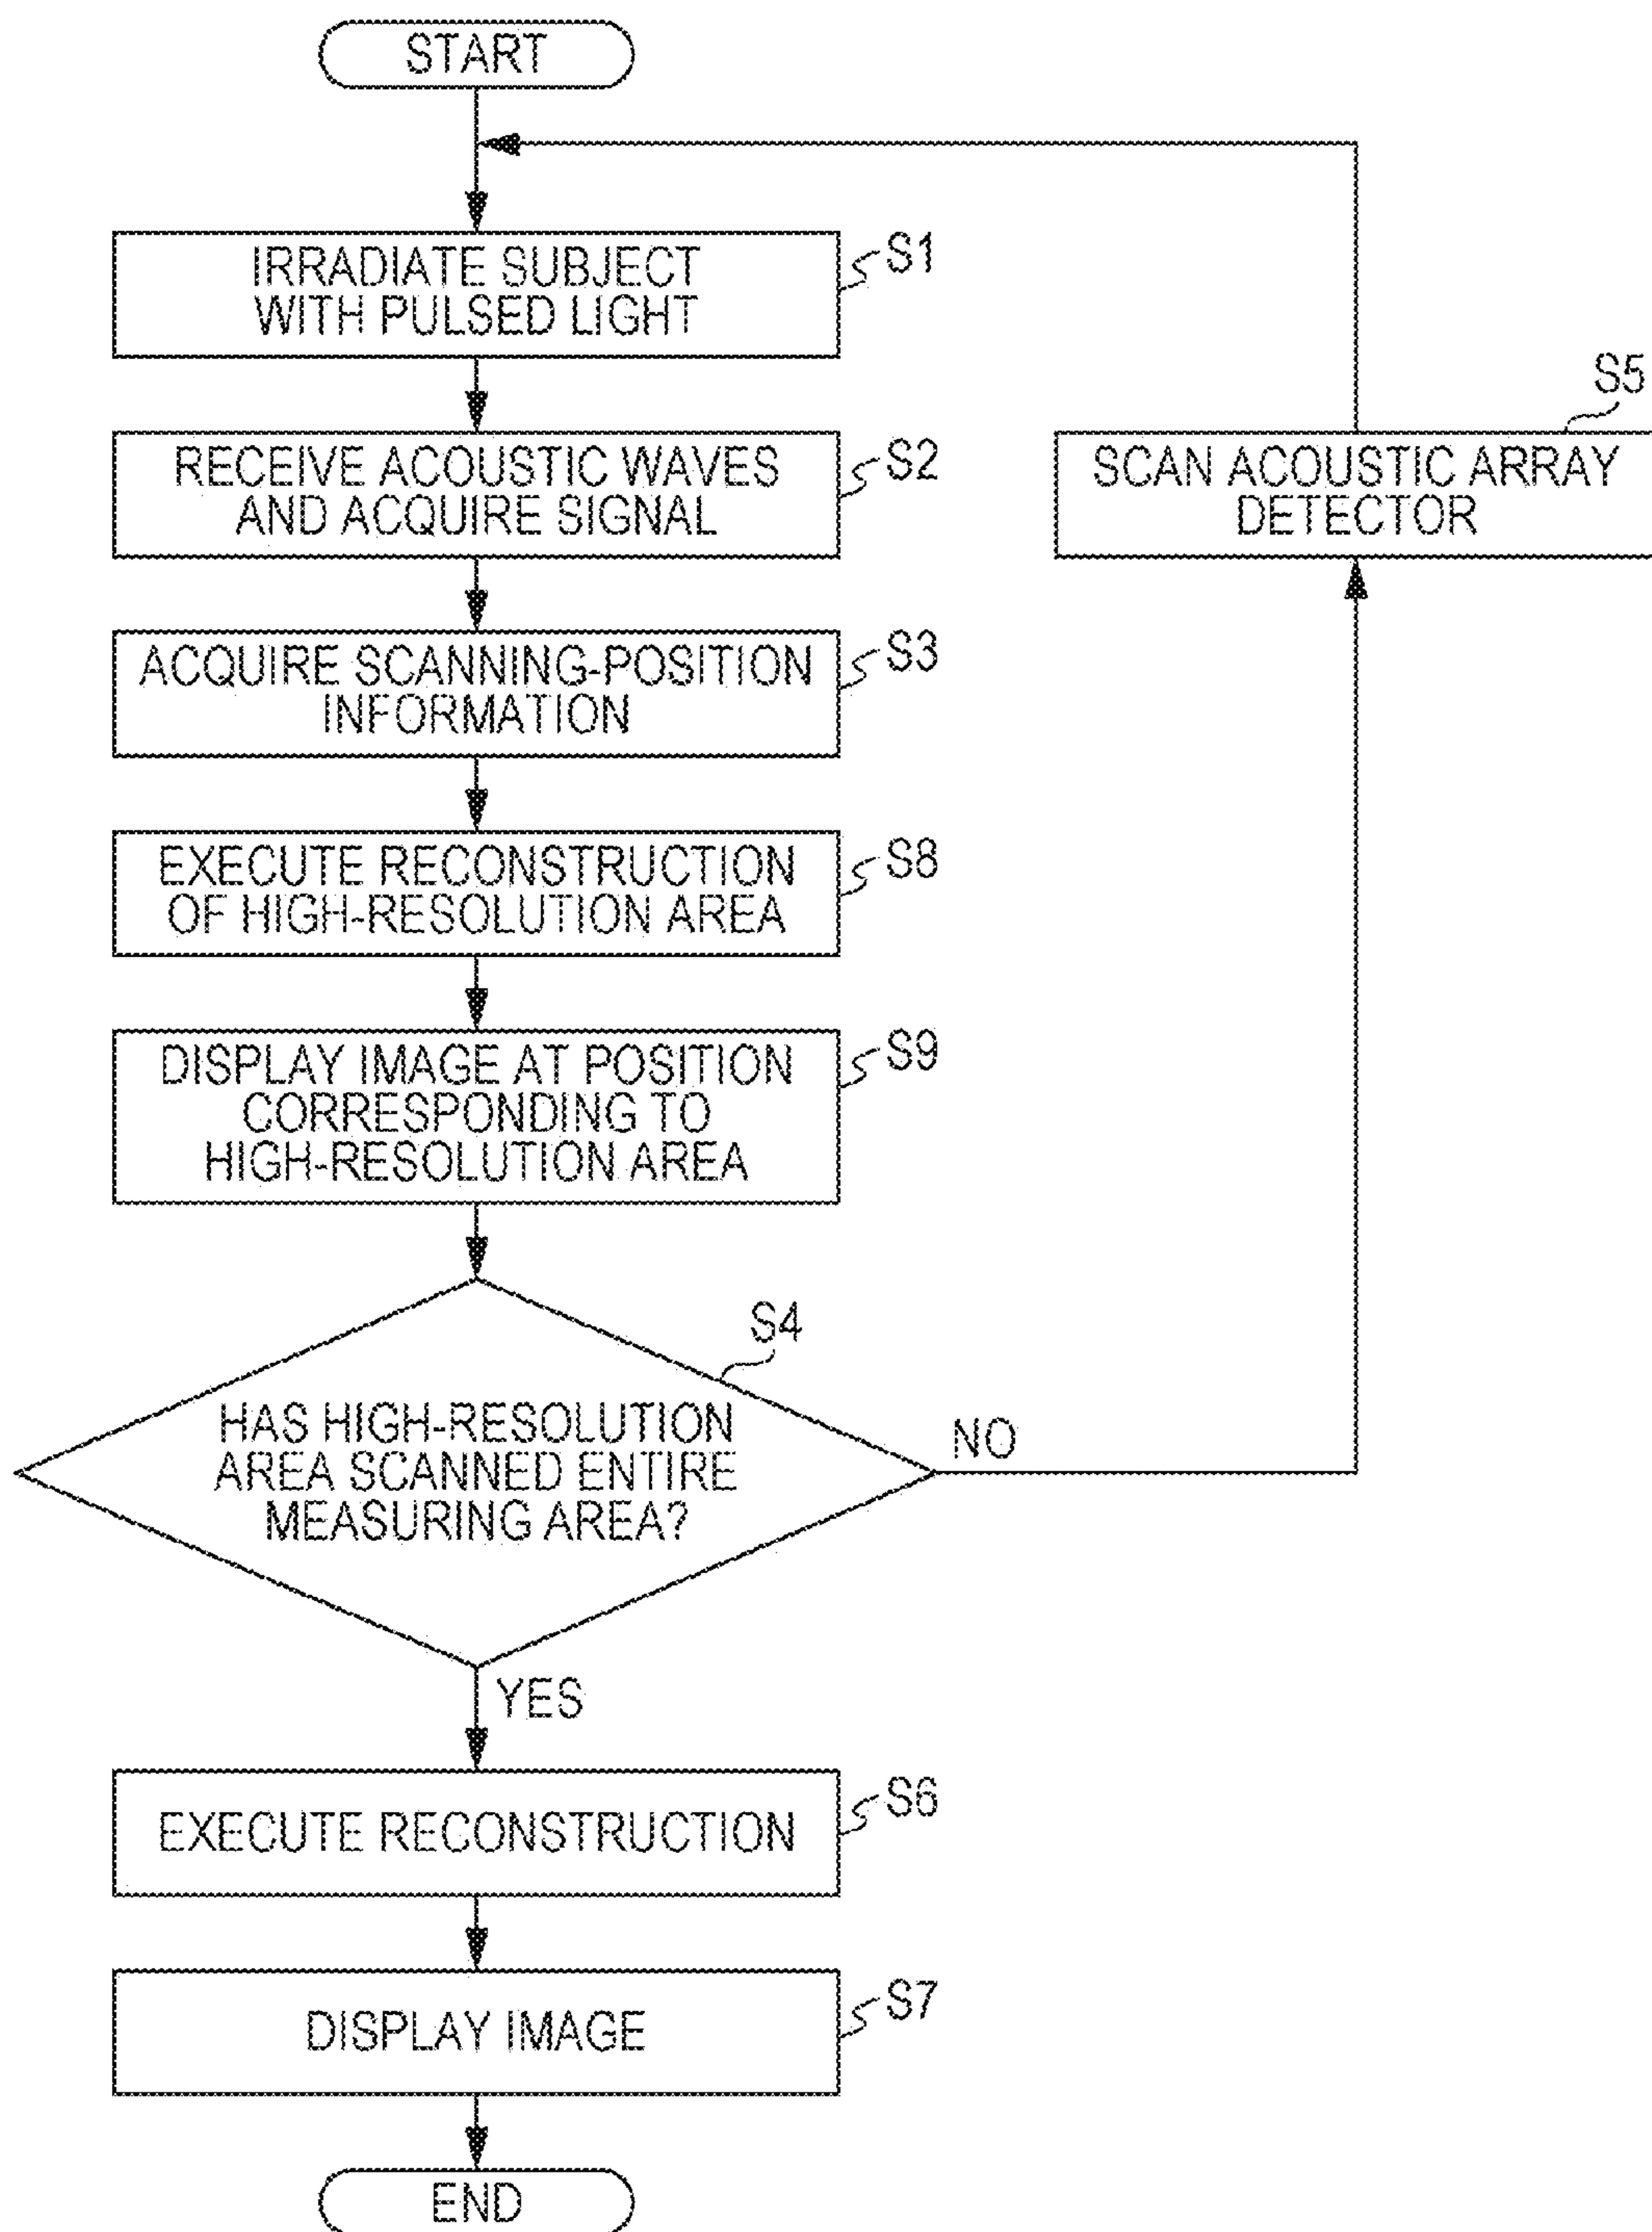 START
IRRADIATE SUBJECT
WITH PULSED LIGHT
S1
RECEIVE ACOUSTIC WAVES
AND ACQUIRE SIGNAL
S2
SCAN ACOUSTIC ARRAY
DETECTOR
S5
ACQUIRE SCANNING-POSITION
INFORMATION
S3
EXECUTE RECONSTRUCTION
OF HIGH-RESOLUTION AREA
S8
DISPLAY IMAGE AT POSITION
CORRESPONDING TO
HIGH-RESOLUTION AREA
S9
S4
HAS HIGH-RESOLUTION
AREA SCANNED ENTIRE
MEASURING AREA?
NO
YES
EXECUTE RECONSTRUCTION
S6
DISPLAY IMAGE
S7
END